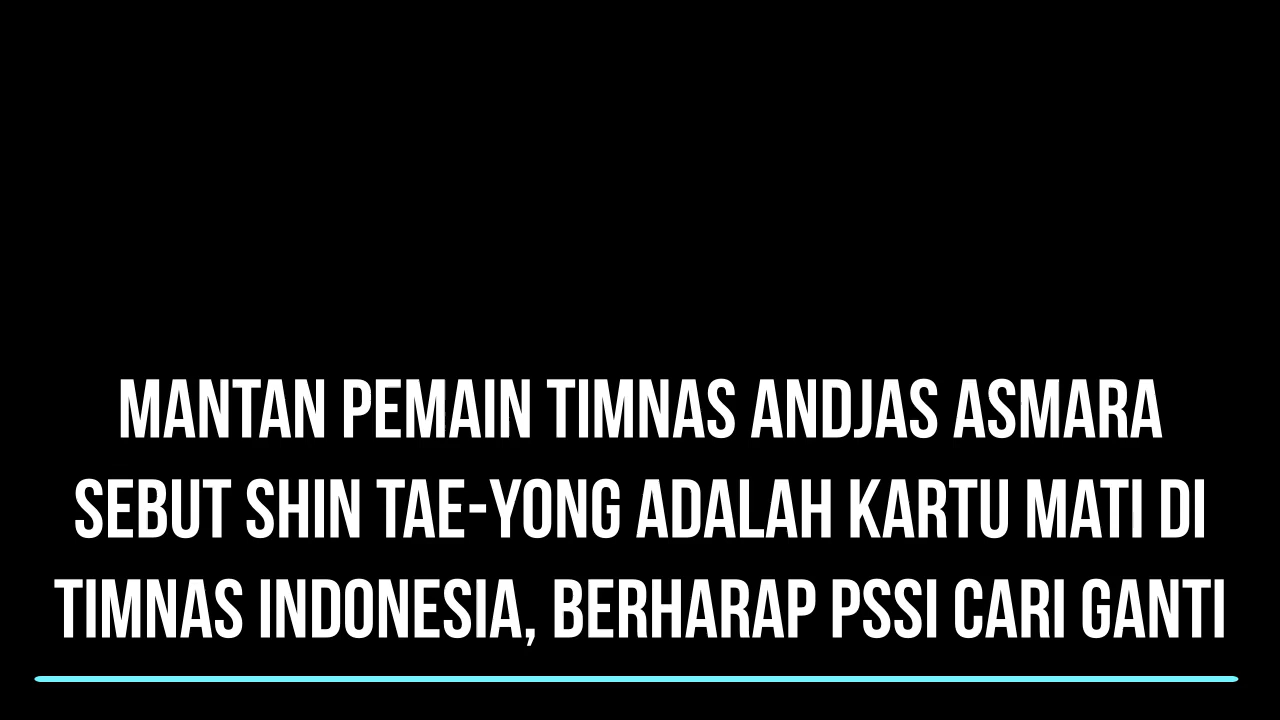 MANTAN PEMAIN TIMNAS ANDJAS ASMARA
SEBUT SHIN TAE-YONG ADALAH KARTU MATI DI
TIMNAS INDONESIA, BERHARAP PSSI CARI GANTI